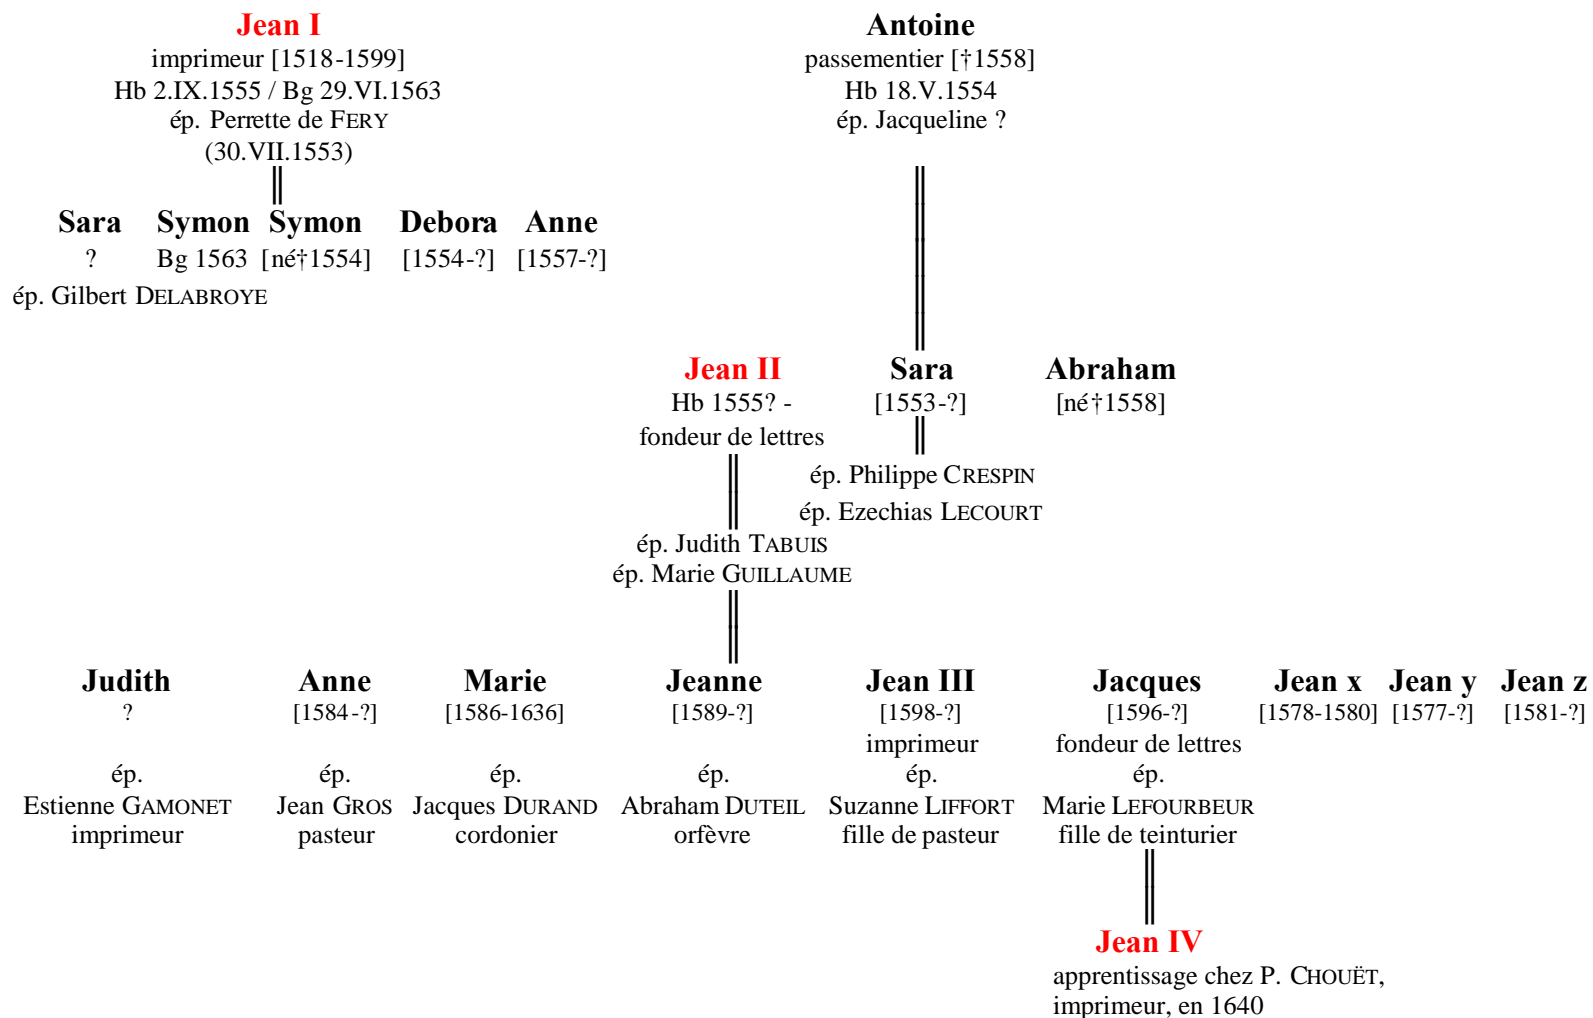 Jean I
imprimeur [1518-1599]
Hb 2.IX.1555 / Bg 29.VI.1563
ép. Perrette de FERY
(30.VII.1553)
Antoine
passementier [†1558]
Hb 18.V.1554
ép. Jacqueline ?
Sara Symon Symon Debora Anne
? Bg 1563 [né†1554] [1554-?] [1557-?]
ép. Gilbert DELABROYE
Jean II Sara Abraham
Hb 1555? - [1553-?] [né†1558]
fondeur de lettres
ép. Philippe CRESPIN
ép. Ezechias LECOURT
ép. Judith TABUIS
ép. Marie GUILLAUME
Judith Anne Marie Jeanne Jean III Jacques Jean x Jean y Jean z
? [1584-?] [1586-1636] [1589-?] [1598-?] [1596-?] [1578-1580] [1577-?] [1581-?]
imprimeur fondeur de lettres
ép. ép. ép. ép. ép. ép.
Estienne GAMONET Jean GROS Jacques DURAND Abraham DUTEIL Suzanne LIFFORT Marie LEFOURBEUR
imprimeur pasteur cordonier orfèvre fille de pasteur fille de teinturier
Jean IV
apprentissage chez P. CHOUËT,
imprimeur, en 1640